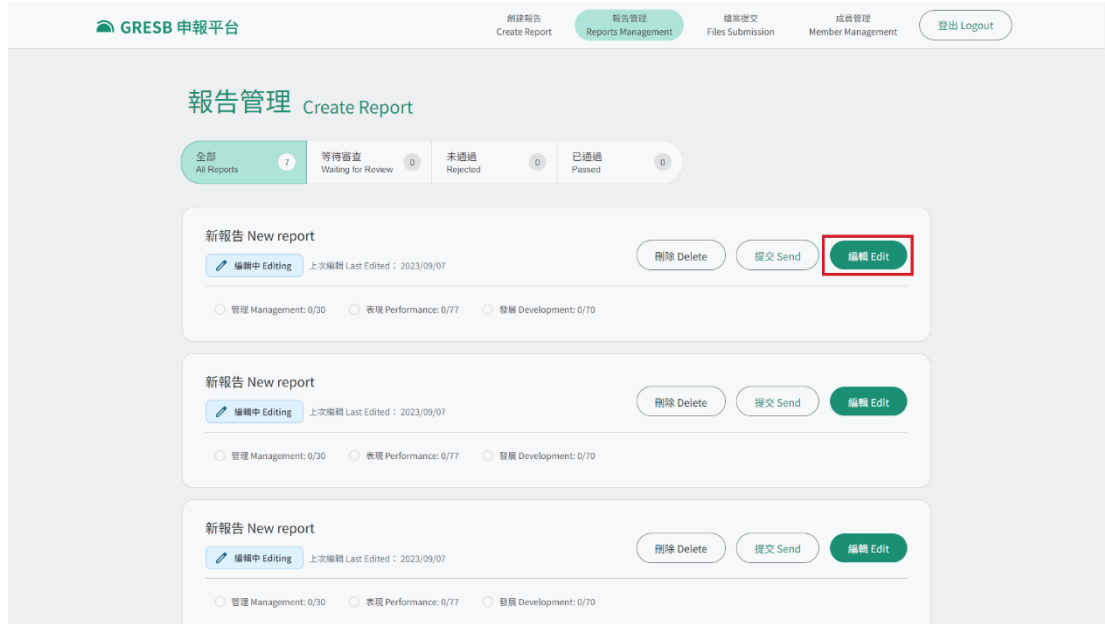 GRESB 申報平台
創建報告
Create Report
報告管理
Reports Management
檔案提交
Files Submission
成員管理
Member Management
登出 Logout
報告管理 Create Report
全部
All Reports
7
等待審查
Waiting for Review
0
未通過
Rejected
0
已通過
Passed
0
新報告 New report
刪除 Delete
提交 Send
編輯 Edit
編輯中 Editing
上次編輯 Last Edited： 2023/09/07
管理 Management: 0/30
表現 Performance: 0/77
發展 Development: 0/70
新報告 New report
刪除 Delete
提交 Send
編輯 Edit
編輯中 Editing
上次編輯 Last Edited： 2023/09/07
管理 Management: 0/30
表現 Performance: 0/77
發展 Development: 0/70
新報告 New report
刪除 Delete
提交 Send
編輯 Edit
編輯中 Editing
上次編輯 Last Edited： 2023/09/07
管理 Management: 0/30
表現 Performance: 0/77
發展 Development: 0/70